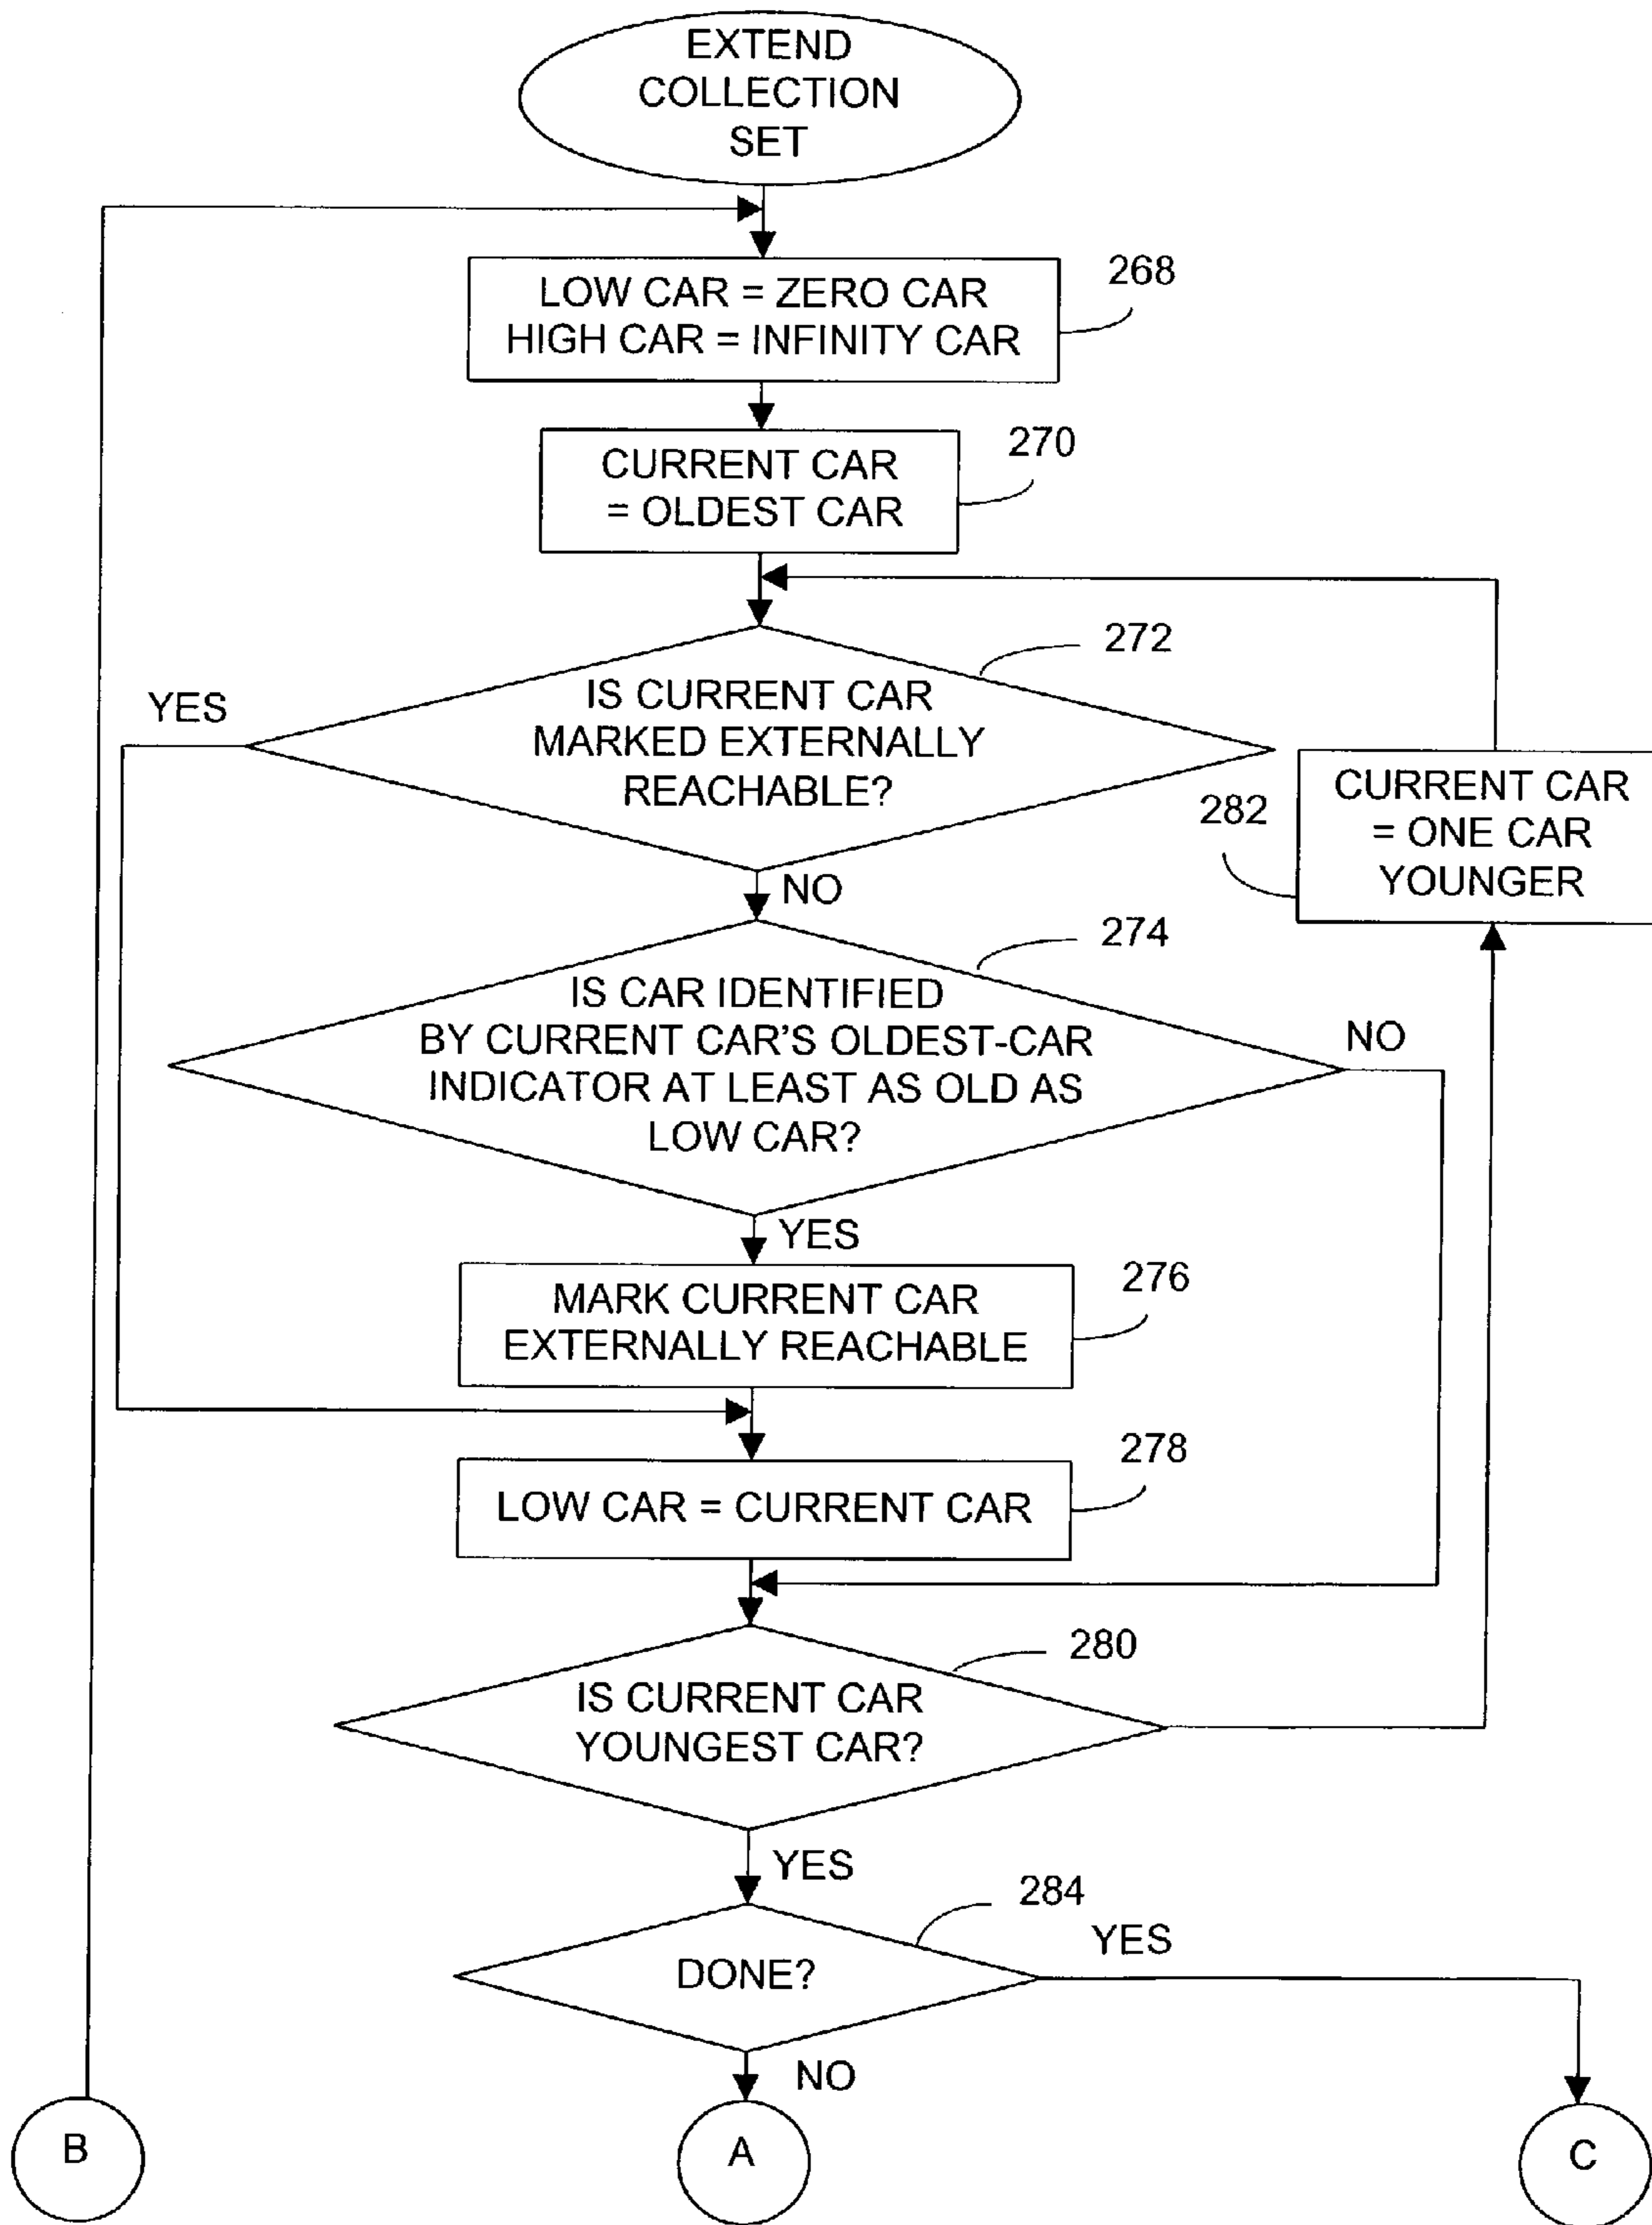 EXTEND
COLLECTION
SET
LOW CAR = ZERO CAR
HIGH CAR = INFINITY CAR
268
CURRENT CAR
= OLDEST CAR
270
272
IS CURRENT CAR
MARKED EXTERNALLY
REACHABLE?
YES
NO
282
CURRENT CAR
= ONE CAR
YOUNGER
274
IS CAR IDENTIFIED
BY CURRENT CAR'S OLDEST-CAR
INDICATOR AT LEAST AS OLD AS
LOW CAR?
NO
YES
MARK CURRENT CAR
EXTERNALLY REACHABLE
276
LOW CAR = CURRENT CAR
278
280
IS CURRENT CAR
YOUNGEST CAR?
YES
284
DONE?
YES
NO
B
A
C